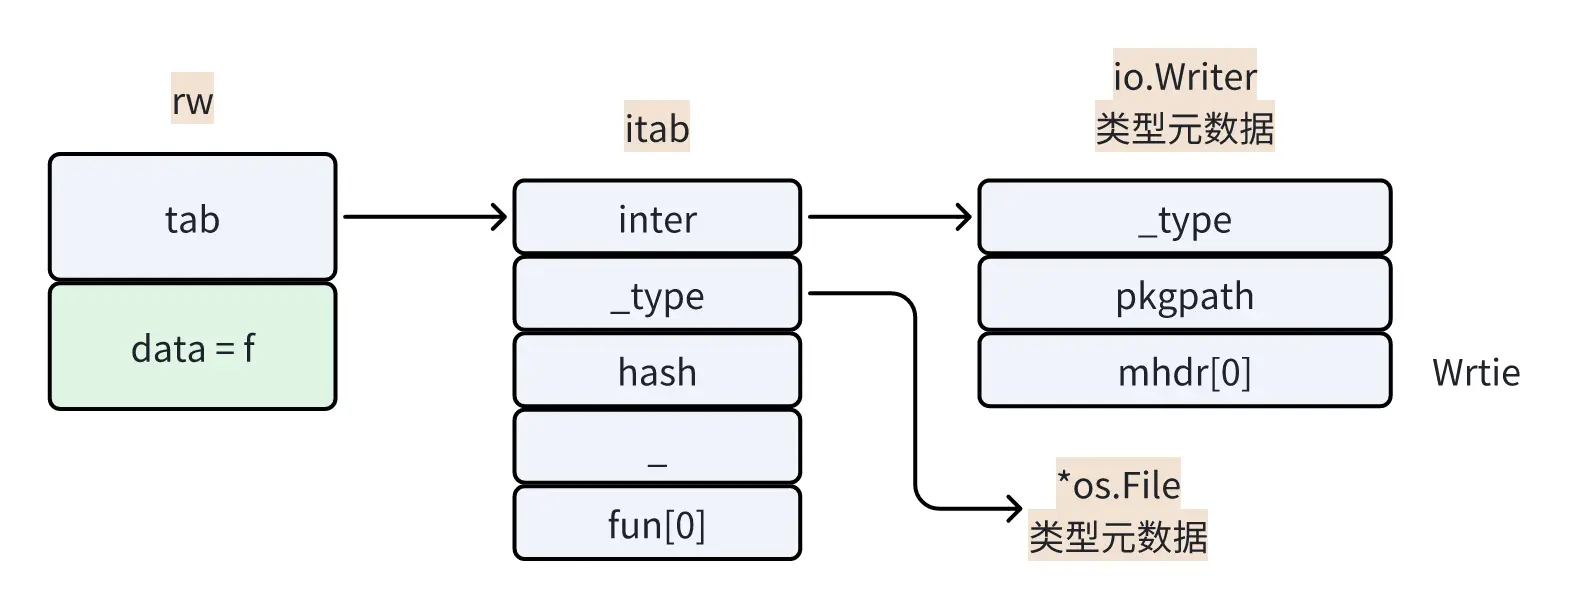 rw
tab
data = f
itab
inter
_type
hash
_
fun[0]
io.Writer
类型元数据
_type
pkgpath
mhdr[0]
Wrtie
*os.File
类型元数据